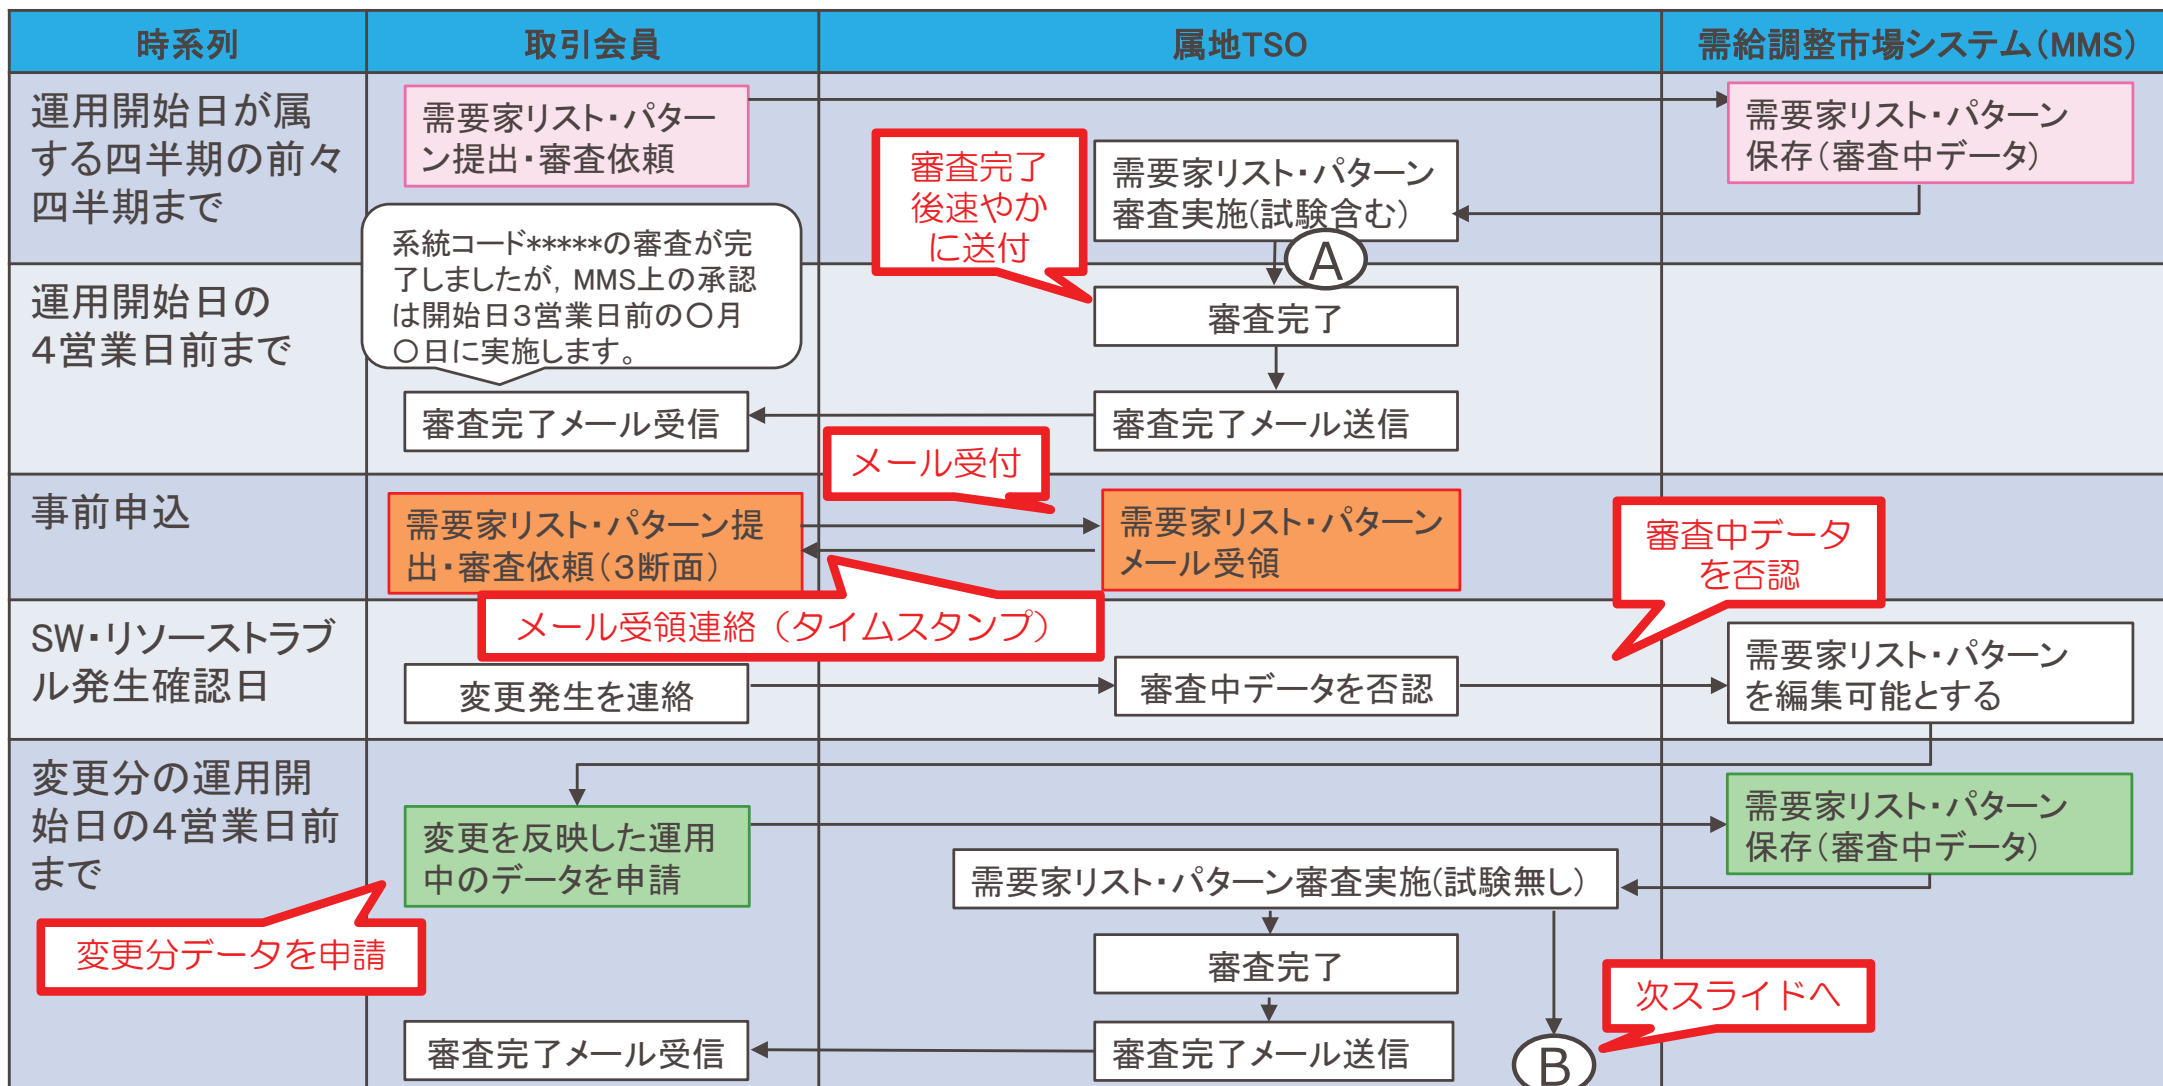 時系列
取引会員
属地TSO
需給調整市場システム(MMS)
運用開始日が属
する四半期の前々
四半期まで
需要家リスト・パター
ン提出・審査依頼
審査完了
後速やか
に送付
需要家リスト・パターン
審査実施(試験含む)
需要家リスト・パターン
保存(審査中データ)
系統コード*****の審査が完
了しましたが，MMS上の承認
は開始日3営業日前の〇月
〇日に実施します。
A
運用開始日の
4営業日前まで
審査完了
審査完了メール受信
審査完了メール送信
メール受付
事前申込
需要家リスト・パターン提
出・審査依頼(3断面)
需要家リスト・パターン
メール受領
審査中データ
を否認
メール受領連絡（タイムスタンプ）
SW・リソーストラブ
ル発生確認日
変更発生を連絡
審査中データを否認
需要家リスト・パターン
を編集可能とする
変更分の運用開
始日の4営業日前
まで
変更を反映した運用
中のデータを申請
需要家リスト・パターン
保存(審査中データ)
需要家リスト・パターン審査実施(試験無し)
変更分データを申請
審査完了
次スライドへ
審査完了メール受信
審査完了メール送信
B